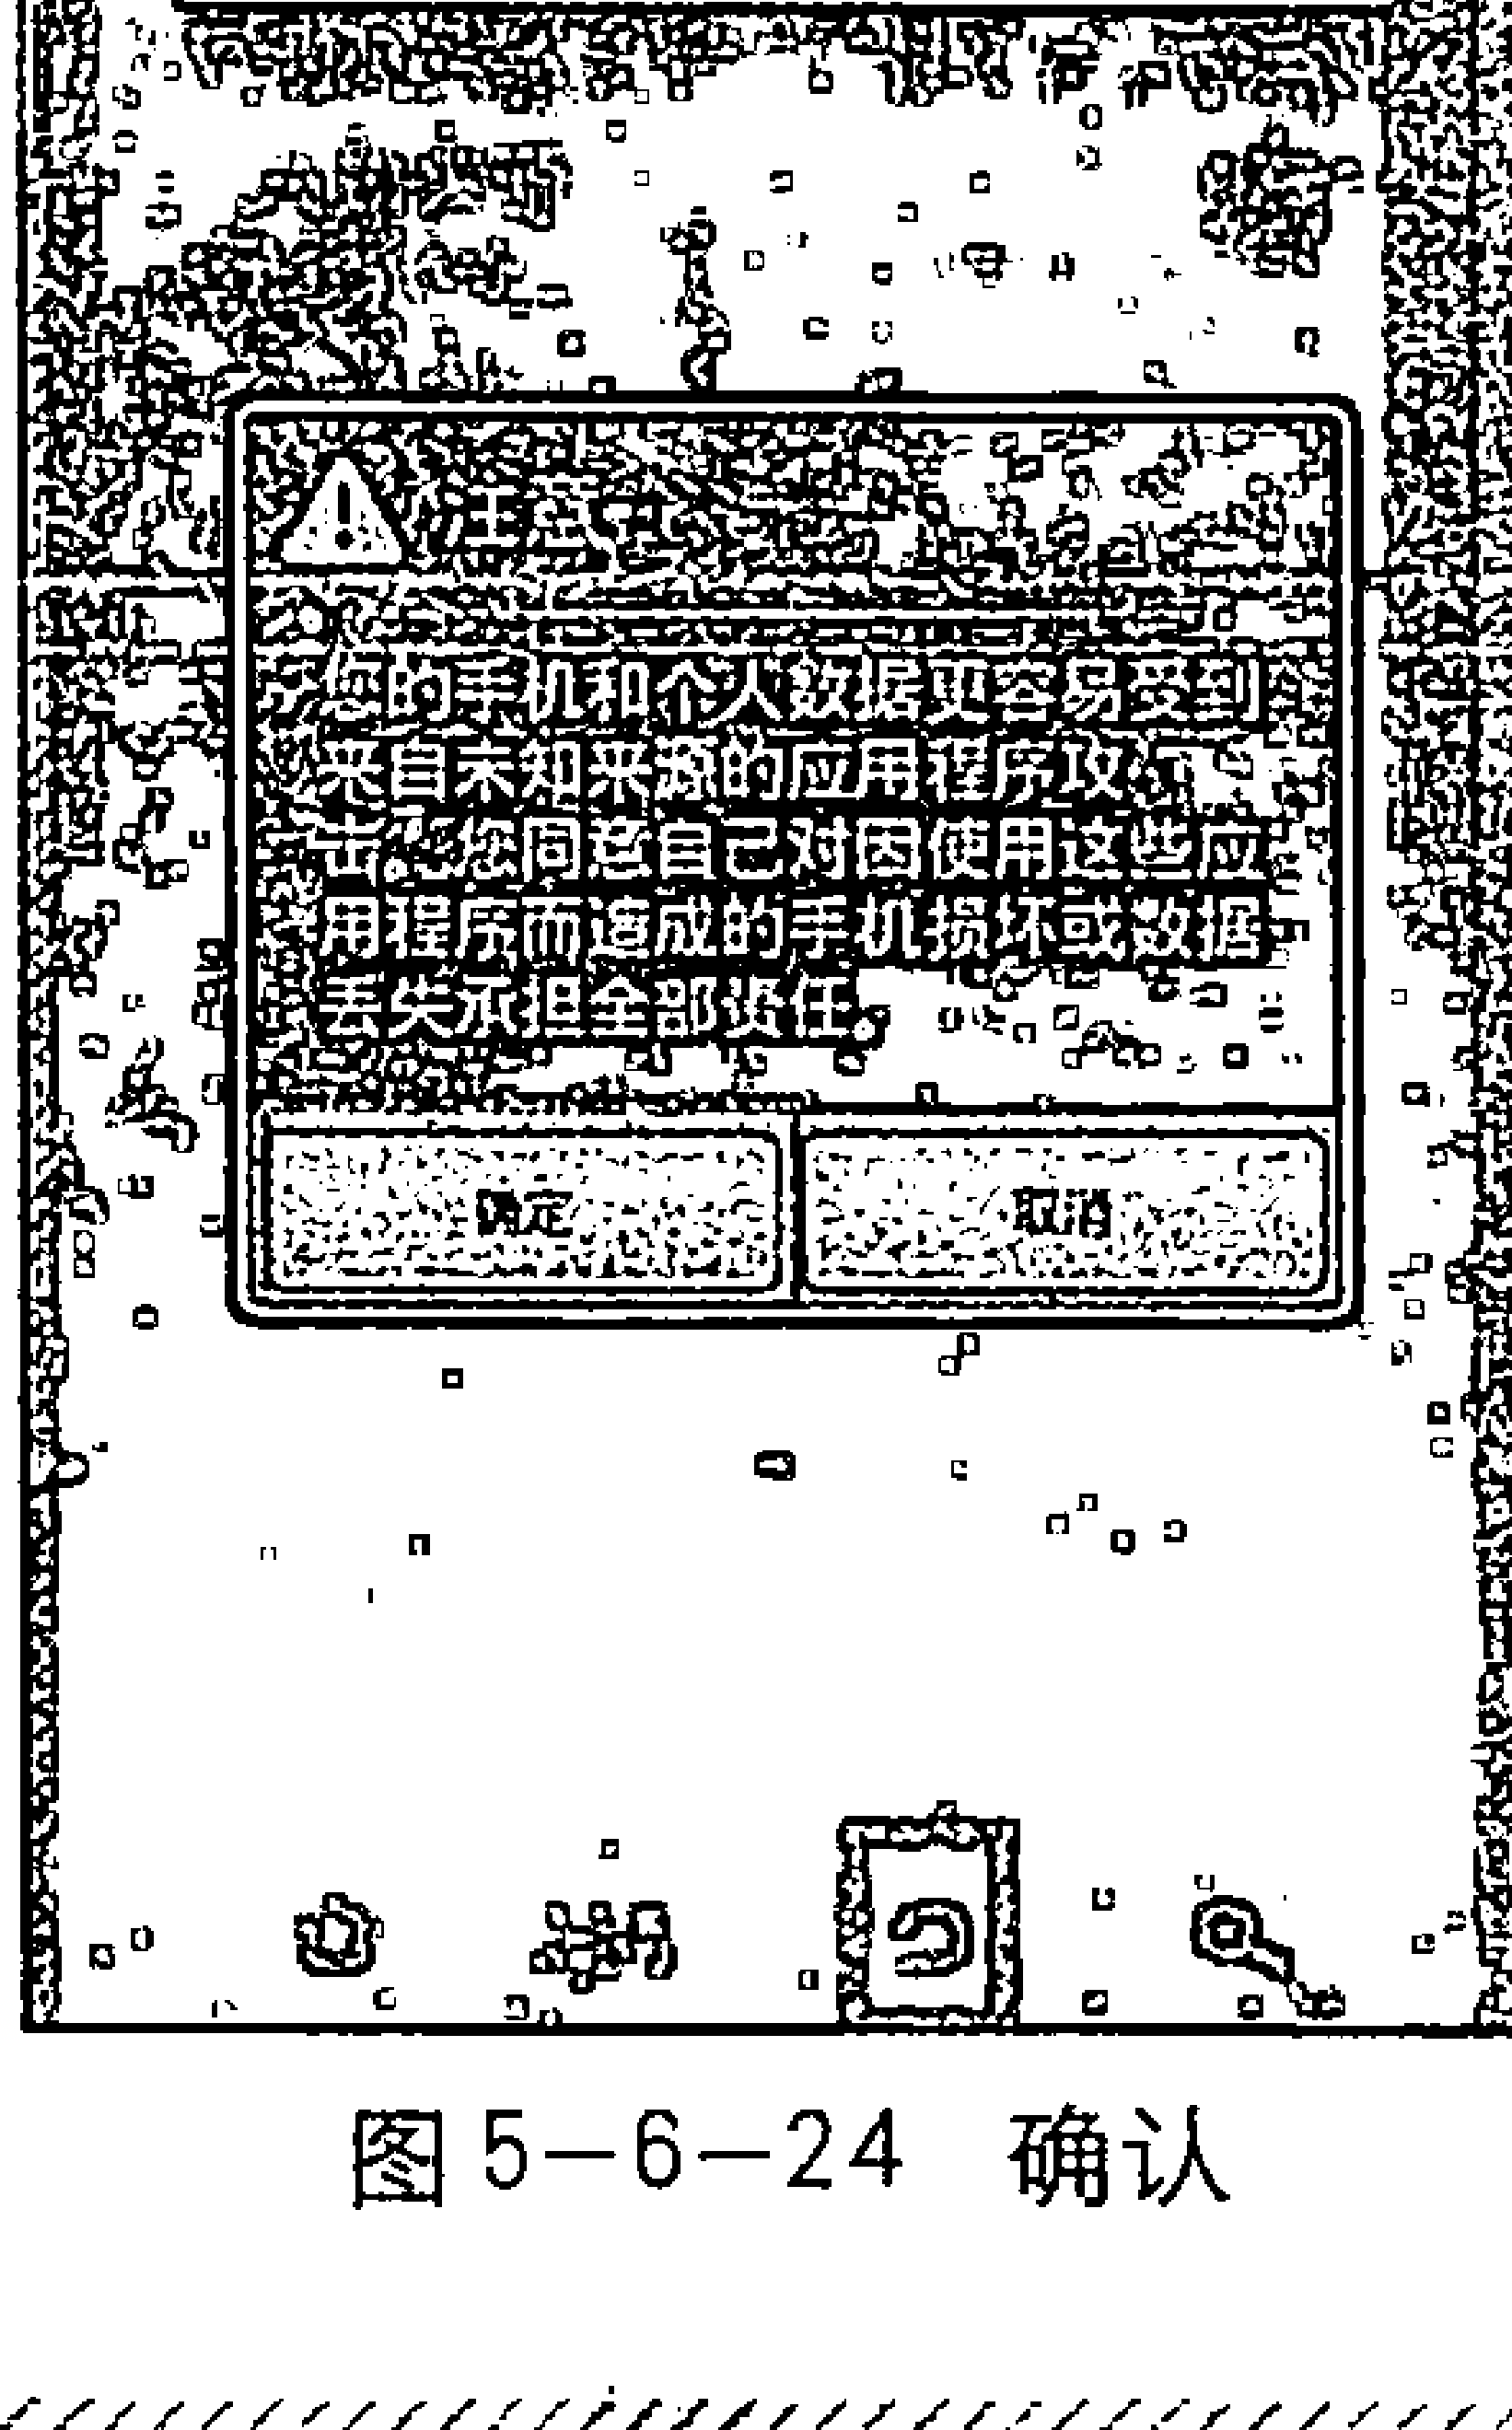 注意
您的手机和个人数据更容易受到
来自未知来源的应用程序攻
击。您同意自己对因使用这些应
用程序而造成的手机损坏或数据
丢失承担全部责任。
确定 取消
图5-6-24 确认